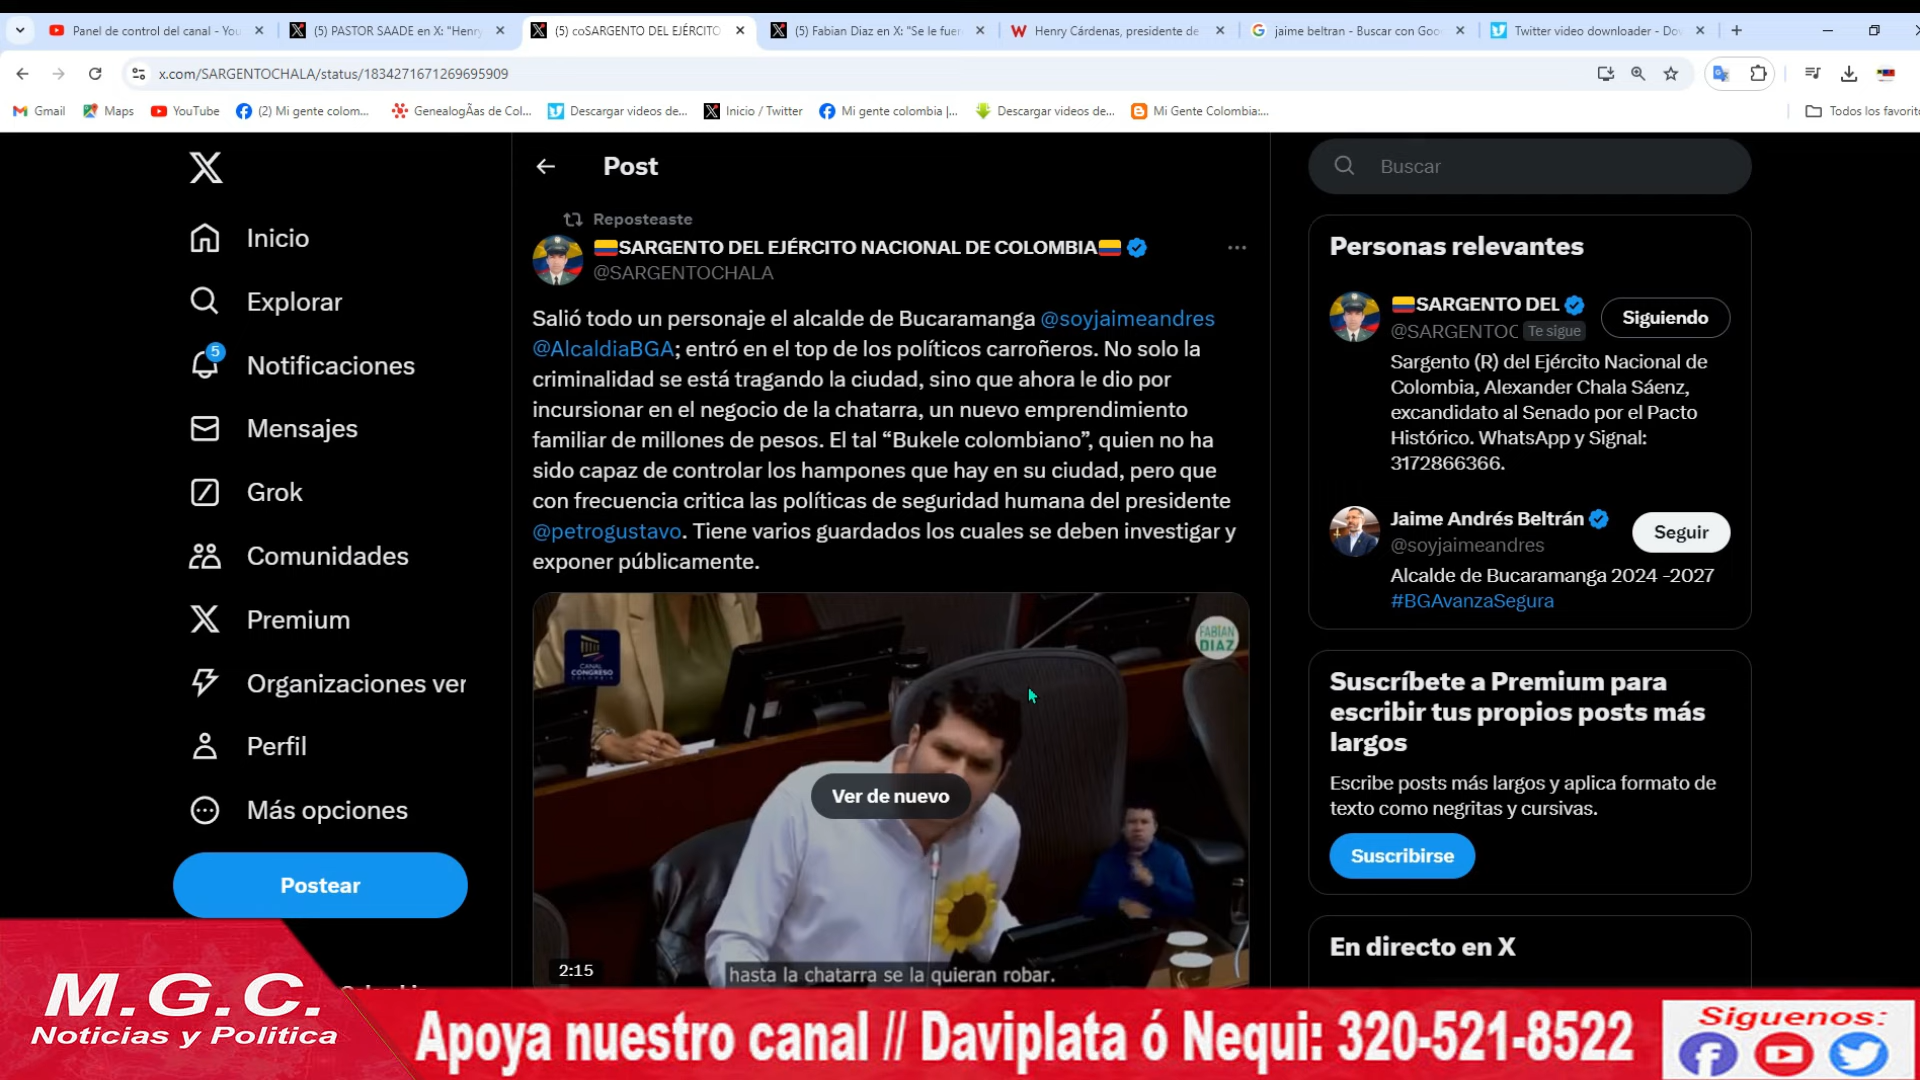 Panel de control del canal - You
(5) PASTOR SAADE en X: "Henry
(5) coSARGENTO DEL EJÉRCITO
(5) Fabian Diaz en X: "Se le fuer
Henry Cárdenas, presidente de
jaime beltran - Buscar con Goo
Twitter video downloader - Do
x.com/SARGENTOCHALA/status/1834271671269695909
Gmail
Maps
YouTube
(2) Mi gente colom...
GenealogÃ­as de Col...
Descargar videos de...
Inicio / Twitter
Mi gente colombia |...
Descargar videos de...
Mi Gente Colombia:...
Todos los favorito
Inicio
Explorar
5
Notificaciones
Mensajes
Grok
Comunidades
Premium
Organizaciones ver
Perfil
Más opciones
Postear
Post
Reposteaste
SARGENTO DEL EJÉRCITO NACIONAL DE COLOMBIA
@SARGENTOCHALA
Salió todo un personaje el alcalde de Bucaramanga @soyjaimeandres
@AlcaldiaBGA; entró en el top de los políticos carroñeros. No solo la
criminalidad se está tragando la ciudad, sino que ahora le dio por
incursionar en el negocio de la chatarra, un nuevo emprendimiento
familiar de millones de pesos. El tal “Bukele colombiano”, quien no ha
sido capaz de controlar los hampones que hay en su ciudad, pero que
con frecuencia critica las políticas de seguridad humana del presidente
@petrogustavo. Tiene varios guardados los cuales se deben investigar y
exponer públicamente.
CANAL
CONGRESO
COLOMBIA
FABIAN
DIAZ
Ver de nuevo
2:15
hasta la chatarra se la quieran robar.
Buscar
Personas relevantes
SARGENTO DEL
@SARGENTOC Te sigue
Siguiendo
Sargento (R) del Ejército Nacional de
Colombia, Alexander Chala Sáenz,
excandidato al Senado por el Pacto
Histórico. WhatsApp y Signal:
3172866366.
Jaime Andrés Beltrán
@soyjaimeandres
Seguir
Alcalde de Bucaramanga 2024 -2027
#BGAvanzaSegura
Suscríbete a Premium para
escribir tus propios posts más
largos
Escribe posts más largos y aplica formato de
texto como negritas y cursivas.
Suscribirse
En directo en X
M.G.C.
Noticias y Politica
Apoya nuestro canal // Daviplata ó Nequi: 320-521-8522
Siguenos: